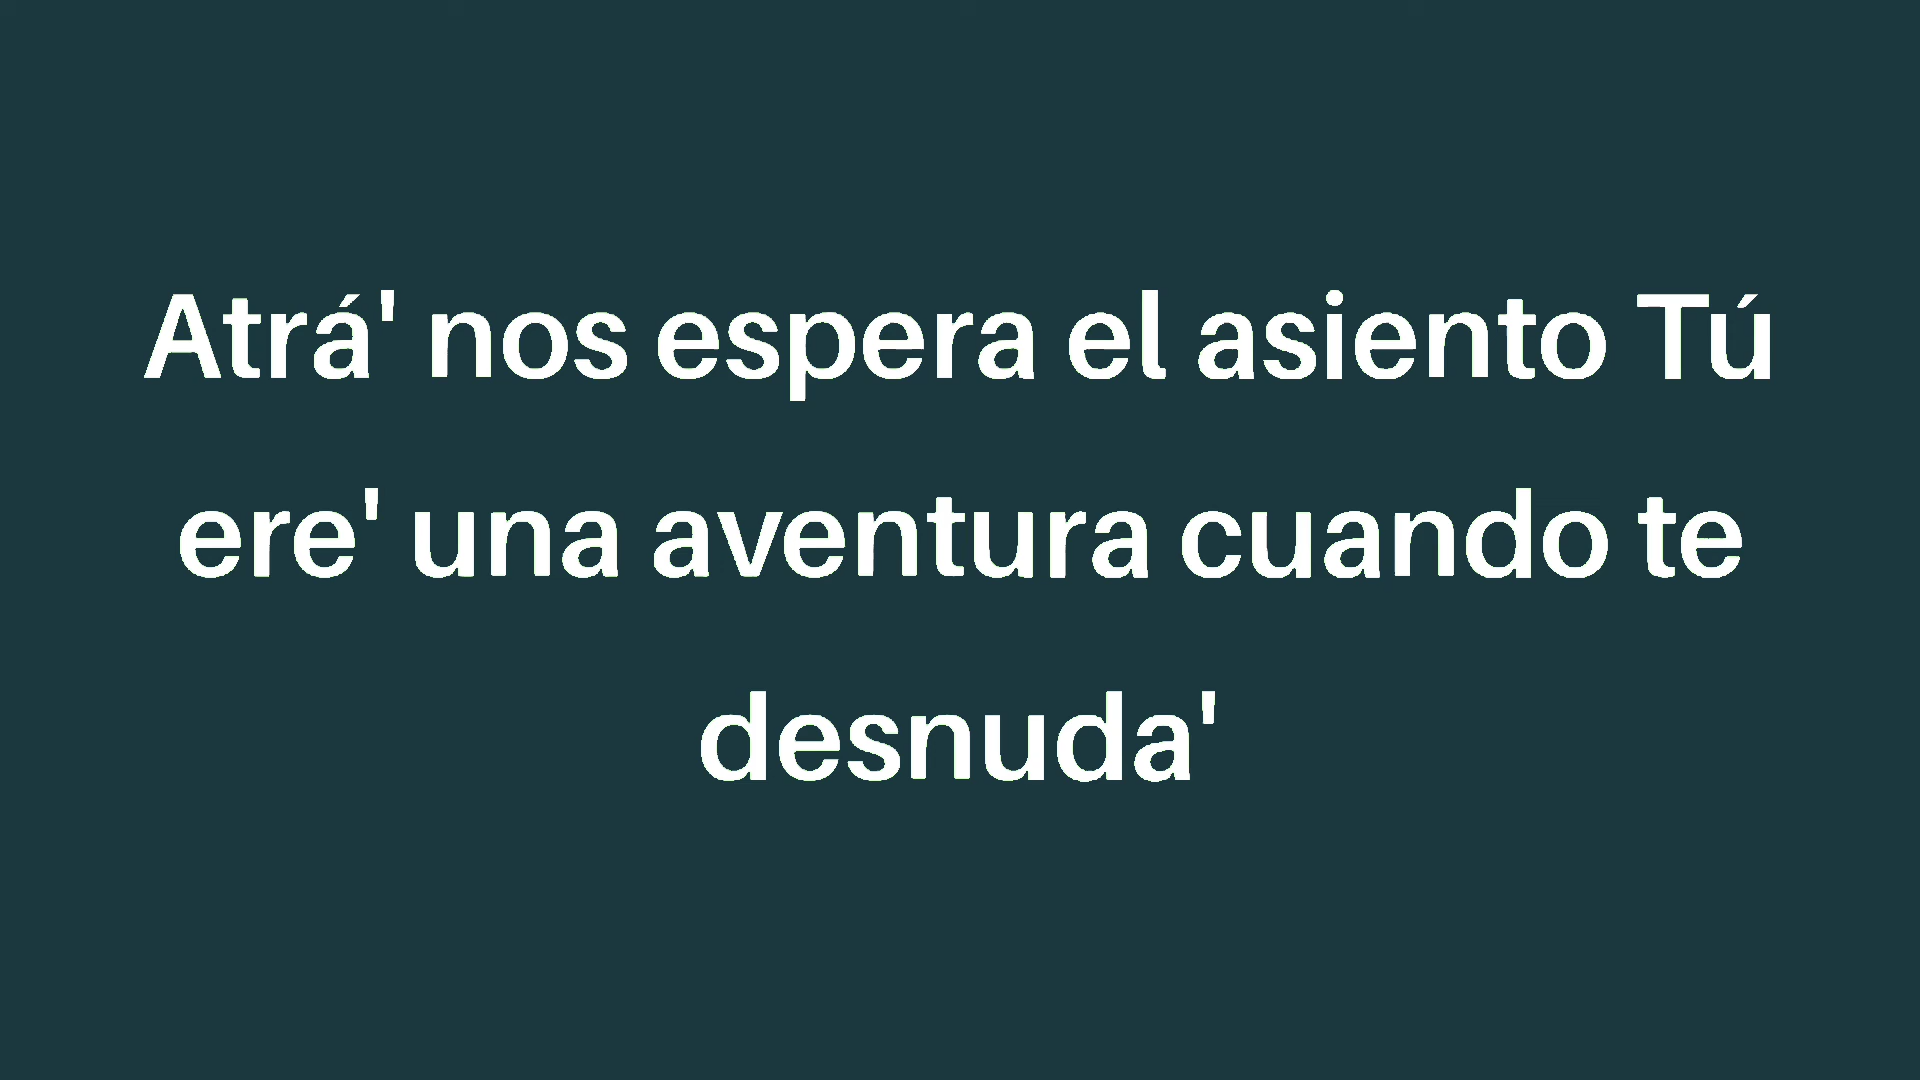 Atrá' nos espera el asiento Tú
ere' una aventura cuando te
desnuda'